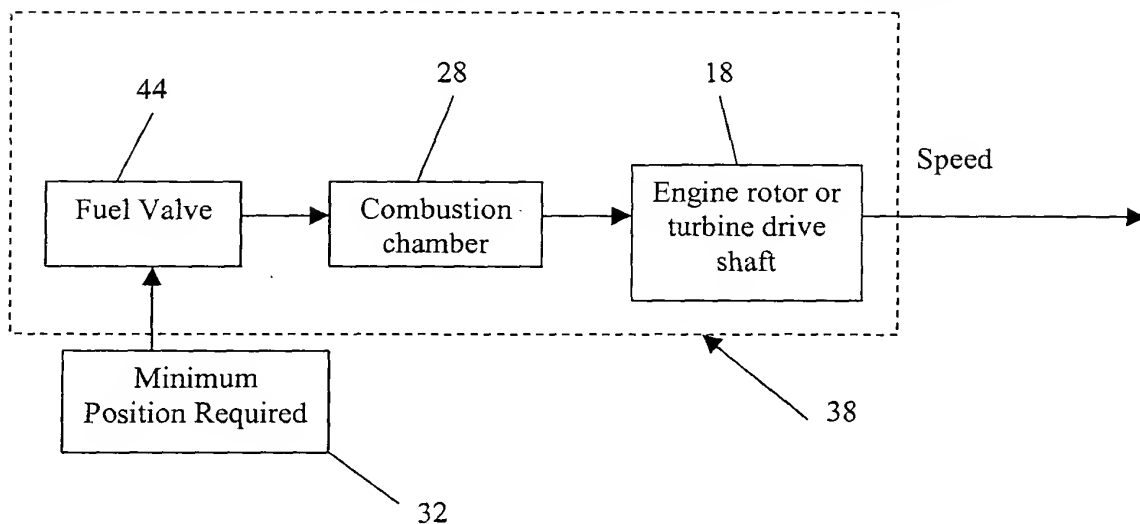 44
28
18
Speed
Fuel Valve
Combustion
chamber
Engine rotor or
turbine drive
shaft
Minimum
Position Required
38
32